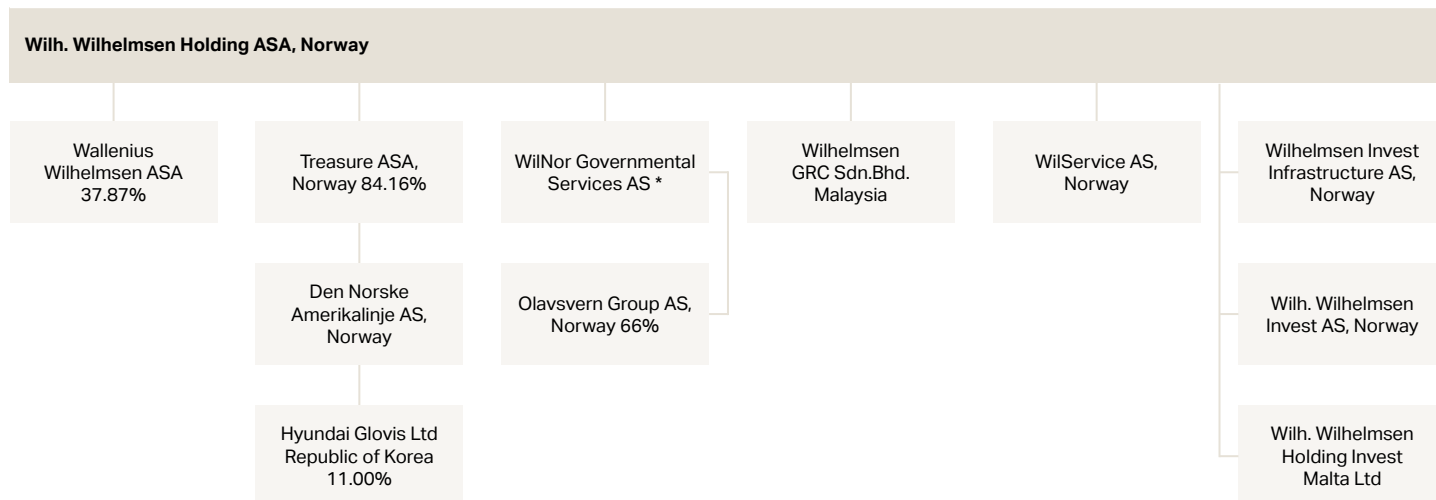 Wilh. Wilhelmsen Holding ASA, Norway
Wallenius
Wilhelmsen ASA
37.87%
Treasure ASA,
Norway 84.16%
WilNor Governmental
Services AS *
Wilhelmsen
GRC Sdn.Bhd.
Malaysia
WilService AS,
Norway
Wilhelmsen Invest
Infrastructure AS,
Norway
Den Norske
Amerikalinje AS,
Norway
Olavsvern Group AS,
Norway 66%
Wilh. Wilhelmsen
Invest AS, Norway
Hyundai Glovis Ltd
Republic of Korea
11.00%
Wilh. Wilhelmsen
Holding Invest
Malta Ltd